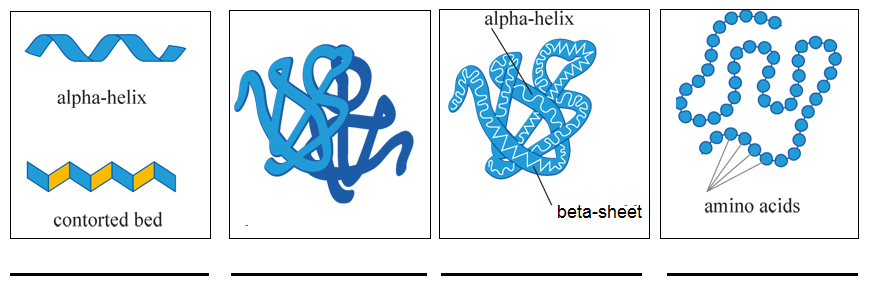 alpha-helix
contorted bed
alpha-helix
beta-sheet
amino acids